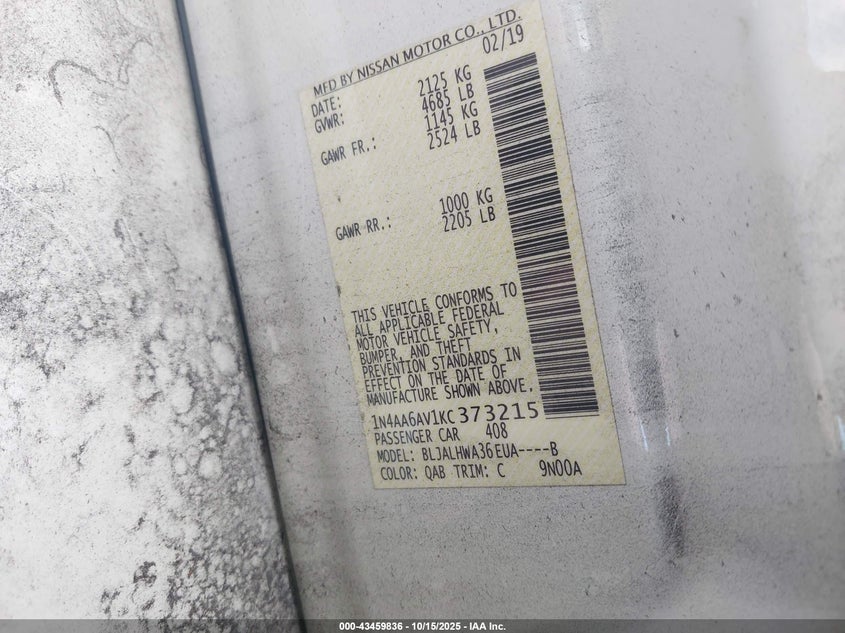 MFD BY NISSAN MOTOR CO., LTD.
DATE: 02/19
GVWR: 2125 KG
4685 LB
GAWR FR.: 1145 KG
2524 LB
GAWR RR.: 1000 KG
2205 LB
THIS VEHICLE CONFORMS TO
ALL APPLICABLE FEDERAL
MOTOR VEHICLE SAFETY,
BUMPER, AND THEFT
PREVENTION STANDARDS IN
EFFECT ON THE DATE OF
MANUFACTURE SHOWN ABOVE.
1N4AA6AV1KC373215
PASSENGER CAR 408
MODEL: BLJALHWA36EUA----B
COLOR: QAB TRIM: C 9N00A
000-43459836 - 10/15/2025 - IAA Inc.